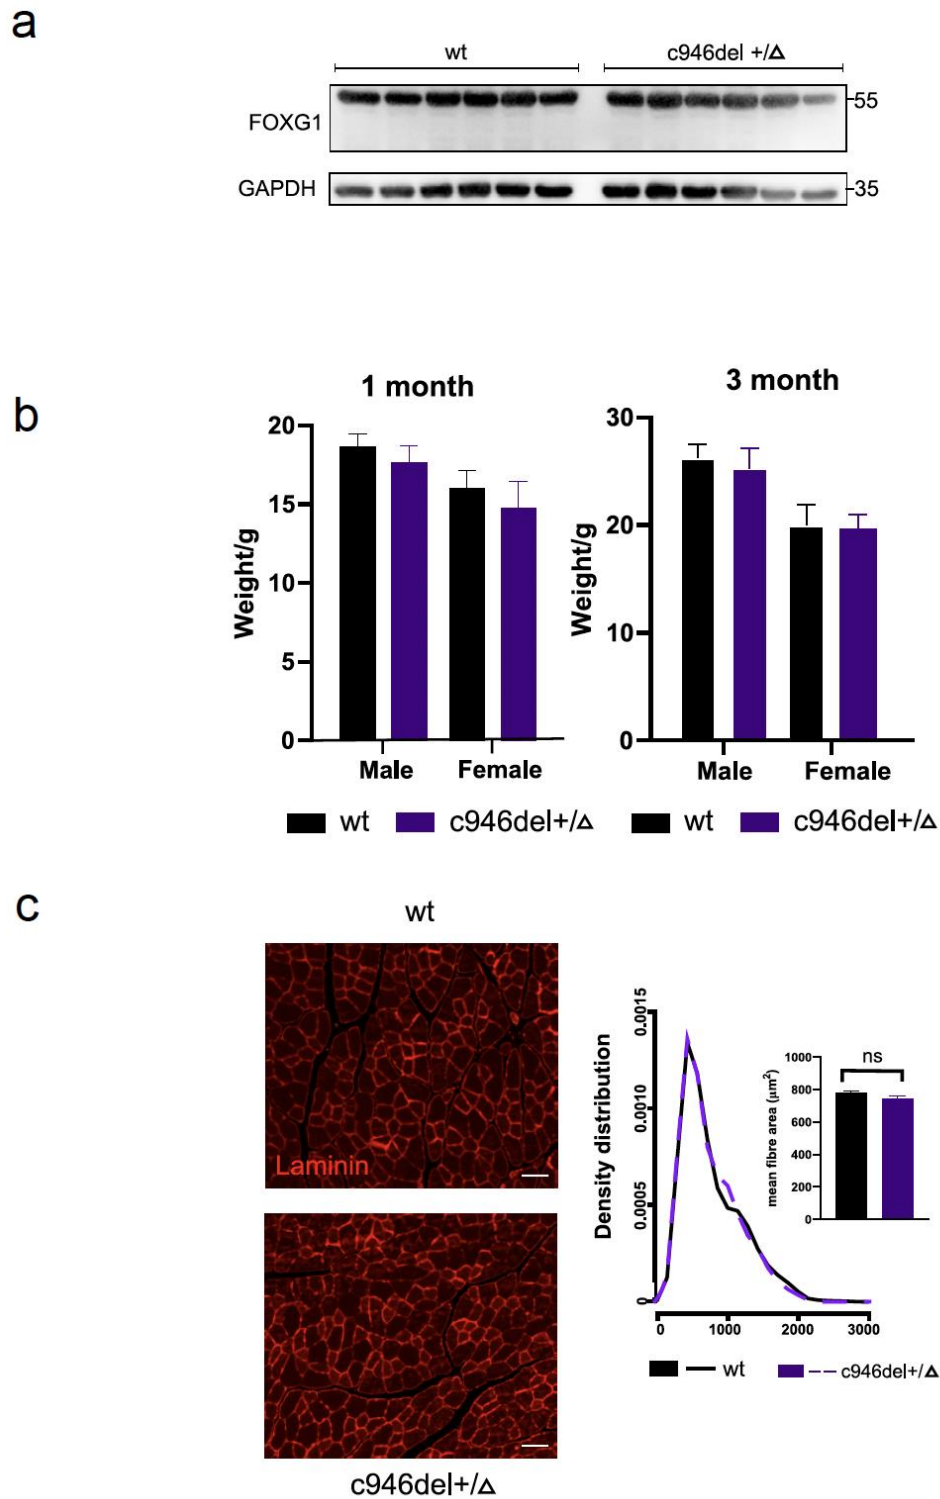 a
wt c946del +/Δ
FOXG1 55
GAPDH 35
b
1 month
Weight/g
20
15
10
5
0
Male Female
wt c946del+/Δ
3 month
Weight/g
30
20
10
0
Male Female
wt c946del+/Δ
c
wt
Laminin
c946del+/Δ
Density distribution
0.0015
0.0010
0.0005
0
0 1000 2000 3000
mean fibre area (µm²)
1000
800
600
400
200
0
ns
wt c946del+/Δ